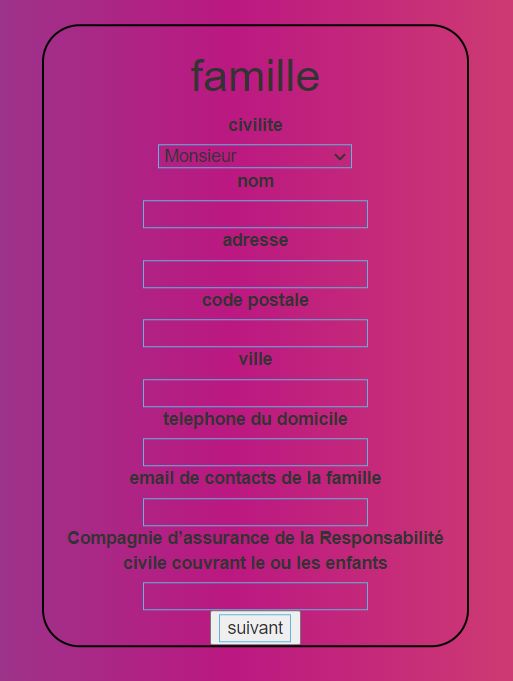 famille
civilite
Monsieur
nom
adresse
code postale
ville
telephone du domicile
email de contacts de la famille
Compagnie d’assurance de la Responsabilité
civile couvrant le ou les enfants
suivant